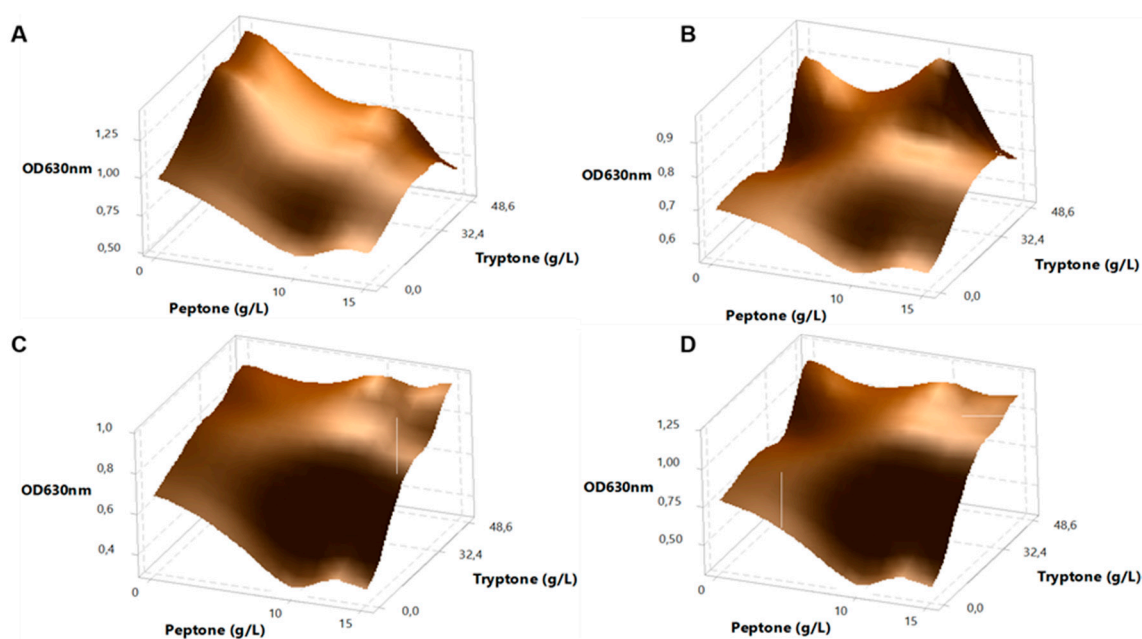 A
1,25
OD630nm
1,00
0,75
0,50
0
10
15
Peptone (g/L)
0,0
32,4
48,6
Tryptone (g/L)
B
0,9
0,8
OD630nm
0,7
0,6
0
10
15
Peptone (g/L)
0,0
32,4
48,6
Tryptone (g/L)
C
1,0
0,8
OD630nm
0,6
0,4
0
10
15
Peptone (g/L)
0,0
32,4
48,6
Tryptone (g/L)
D
1,25
1,00
OD630nm
0,75
0,50
0
10
15
Peptone (g/L)
0,0
32,4
48,6
Tryptone (g/L)